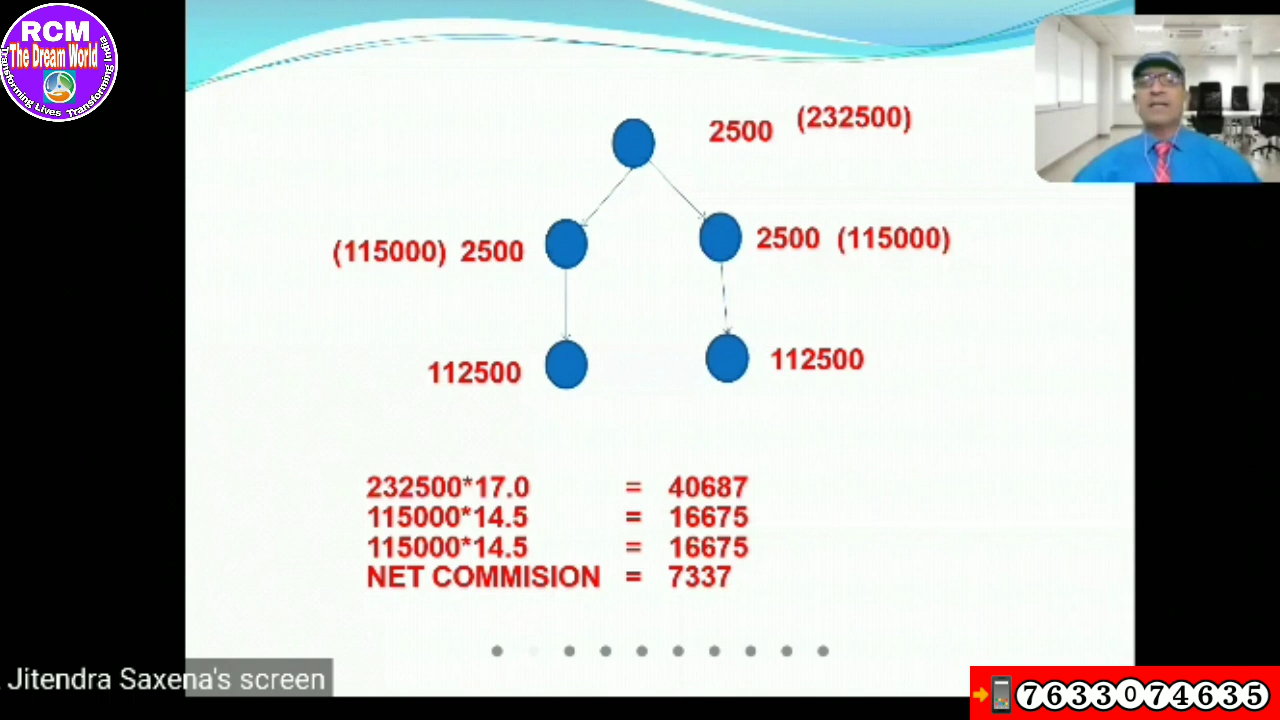 RCM
The Dream World
Transforming Lives Transforming India
2500 (232500)
(115000) 2500
2500 (115000)
112500
112500
232500*17.0 = 40687
115000*14.5 = 16675
115000*14.5 = 16675
NET COMMISION = 7337
Jitendra Saxena's screen
7633074635